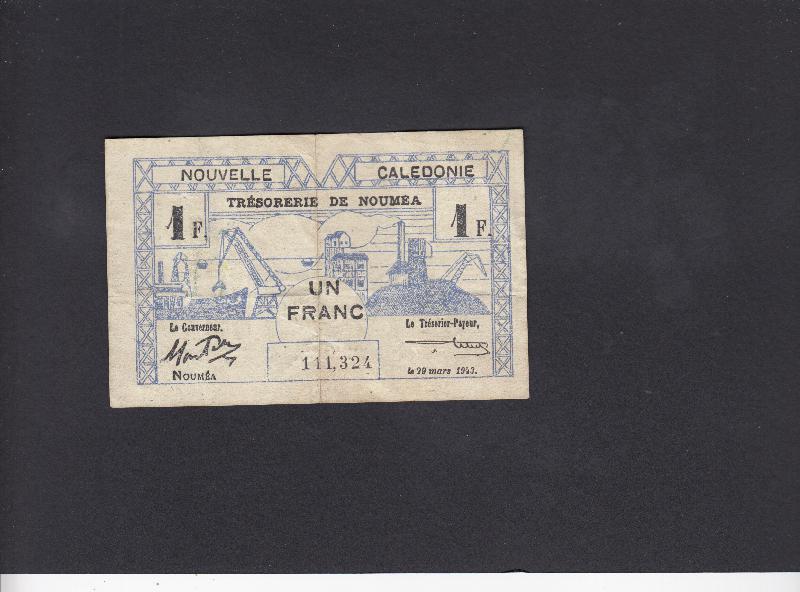 NOUVELLE CALEDONIE
TRÉSORERIE DE NOUMÉA
1 F. 1 F.
UN
FRANC
Le Gouverneur, Le Trésorier-Payeur,
111,324
NOUMÉA le 29 mars 1943.